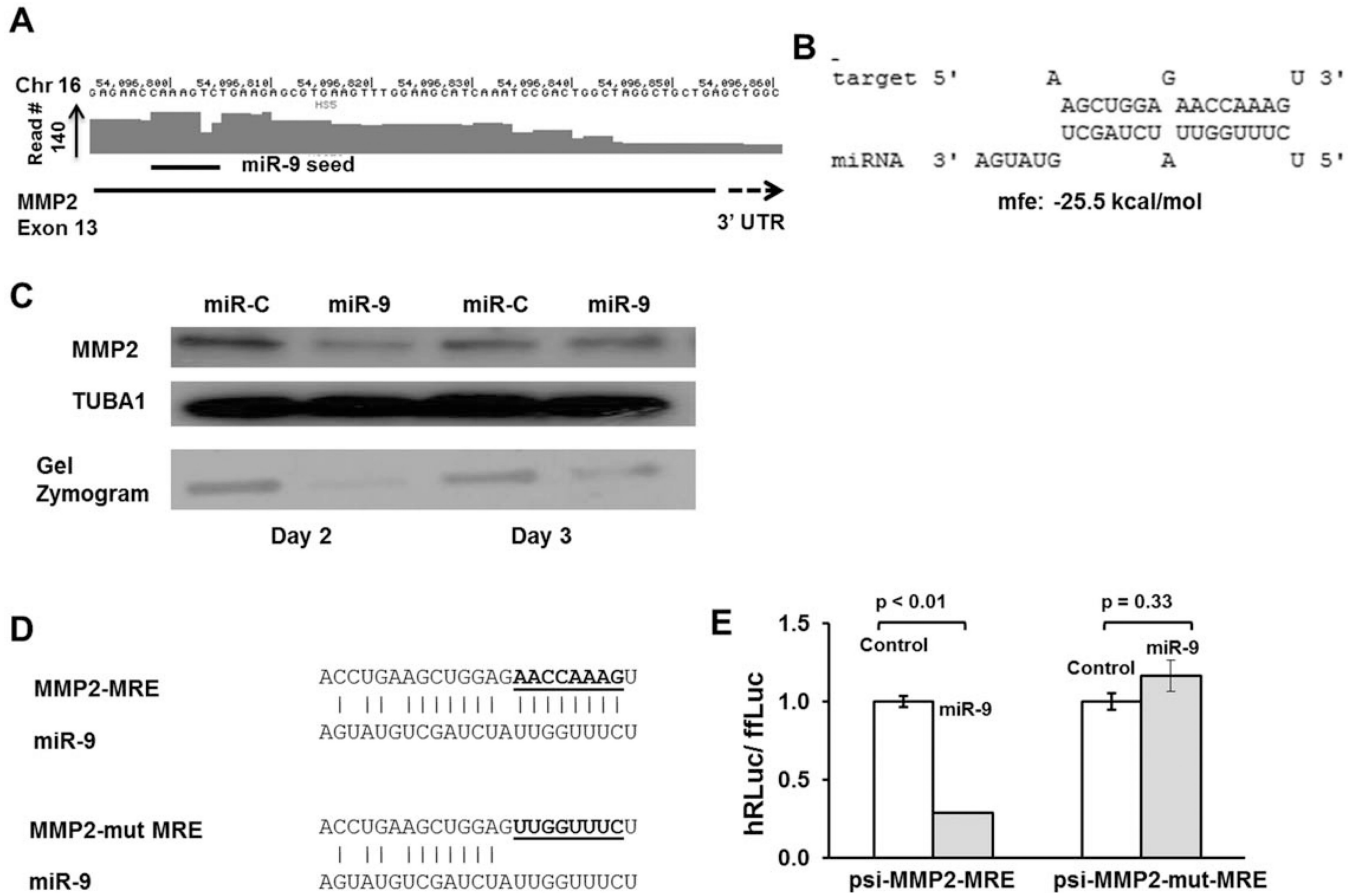 A
Chr 16
54,096,800| 54,096,810| 54,096,820| 54,096,830| 54,096,840| 54,096,850| 54,096,860|
GAGAACCAAAGTCTGAAGAGCGTGAAGTTTGGAAGCATCAAATCCGACTGGCTAGGCTGCTGAGCTGGC
HS5
Read #
140
miR-9 seed
MMP2
Exon 13
3' UTR
B
target 5' A G U 3'
AGCUGGA AACCAAAG
UCGAUCU UUGGUUUC
miRNA 3' AGUAUG A U 5'
mfe: -25.5 kcal/mol
C
miR-C miR-9 miR-C miR-9
MMP2
TUBA1
Gel
Zymogram
Day 2 Day 3
D
MMP2-MRE ACCUGAAGCUGGAGAACCAAAGU
miR-9 AGUAUGUCGAUCUAUUGGUUUCU
MMP2-mut MRE ACCUGAAGCUGGAGUUGGUUUCU
miR-9 AGUAUGUCGAUCUAUUGGUUUCU
E
p < 0.01 p = 0.33
1.5
Control miR-9 Control miR-9
1.0
0.5
0.0
hRLuc/ ffLuc
psi-MMP2-MRE psi-MMP2-mut-MRE